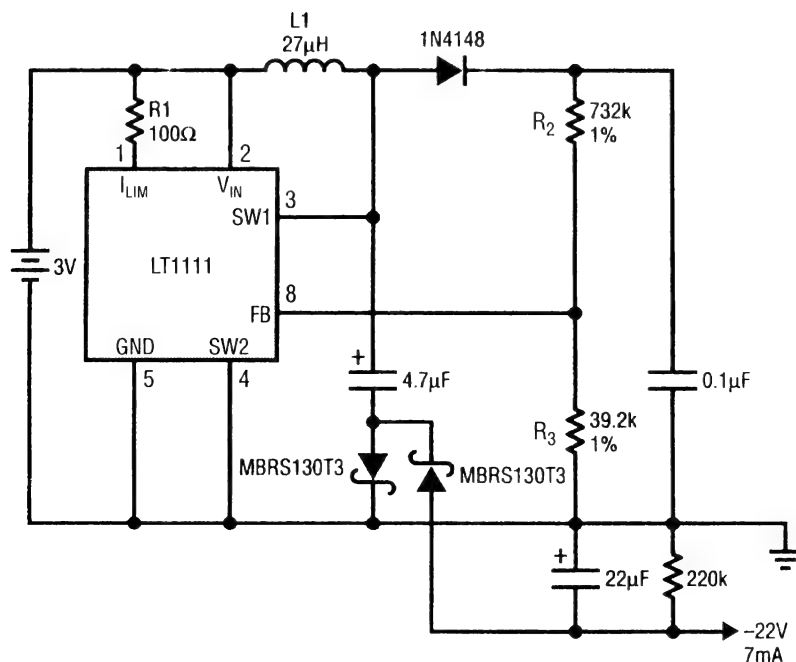 L1
27µH
1N4148
R1
100Ω
R2
732k
1%
1
2
ILIM
VIN
SW1
3
3V
LT1111
FB
8
GND
SW2
5
4
+
4.7µF
0.1µF
R3
39.2k
1%
MBRS130T3
MBRS130T3
+
22µF
220k
–22V
7mA